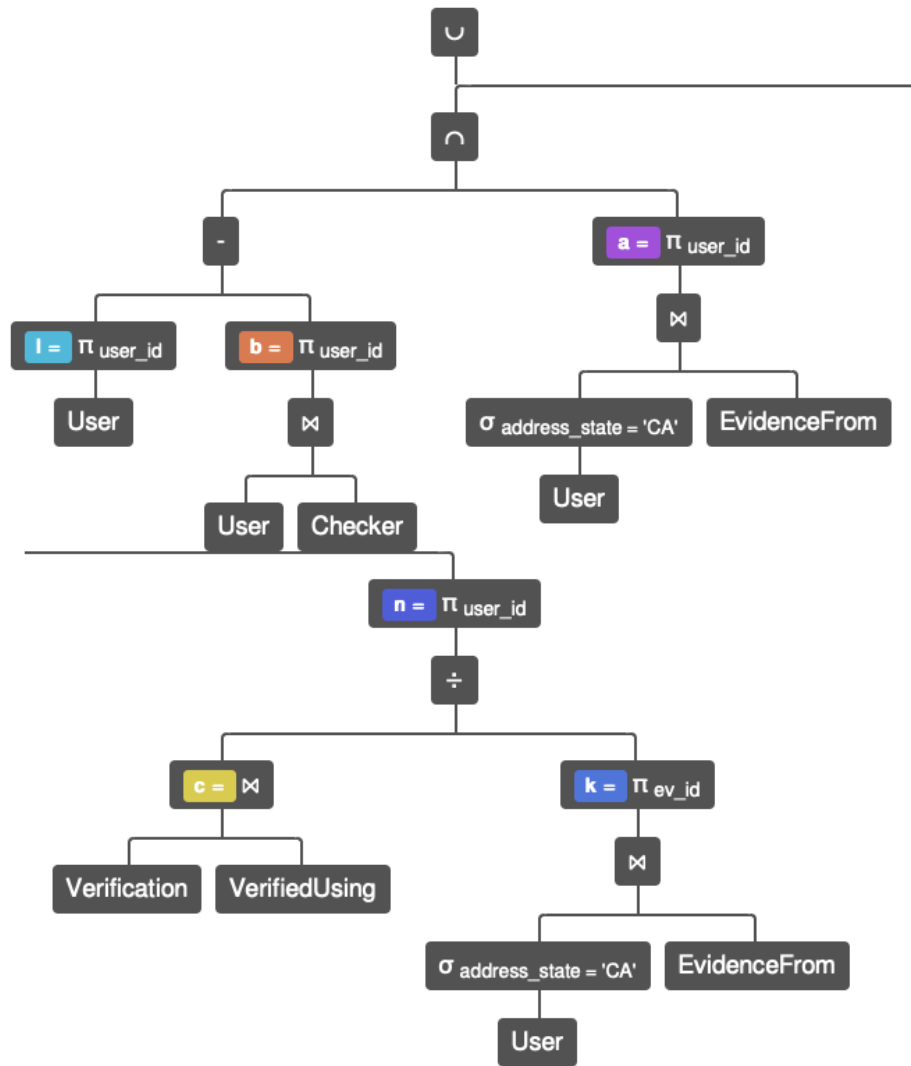 ∪
∩
-
a = π user_id
l = π user_id
b = π user_id
⋈
User
⋈
σ address_state = 'CA'
EvidenceFrom
User
Checker
User
n = π user_id
÷
c = ⋈
k = π ev_id
Verification
VerifiedUsing
⋈
σ address_state = 'CA'
EvidenceFrom
User